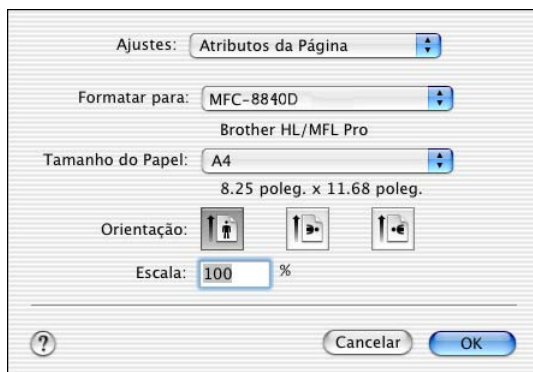 Ajustes: Atributos da Página
Formatar para: MFC-8840D
Brother HL/MFL Pro
Tamanho do Papel: A4
8.25 poleg. x 11.68 poleg.
Orientação:
Escala: 100 %
? Cancelar OK